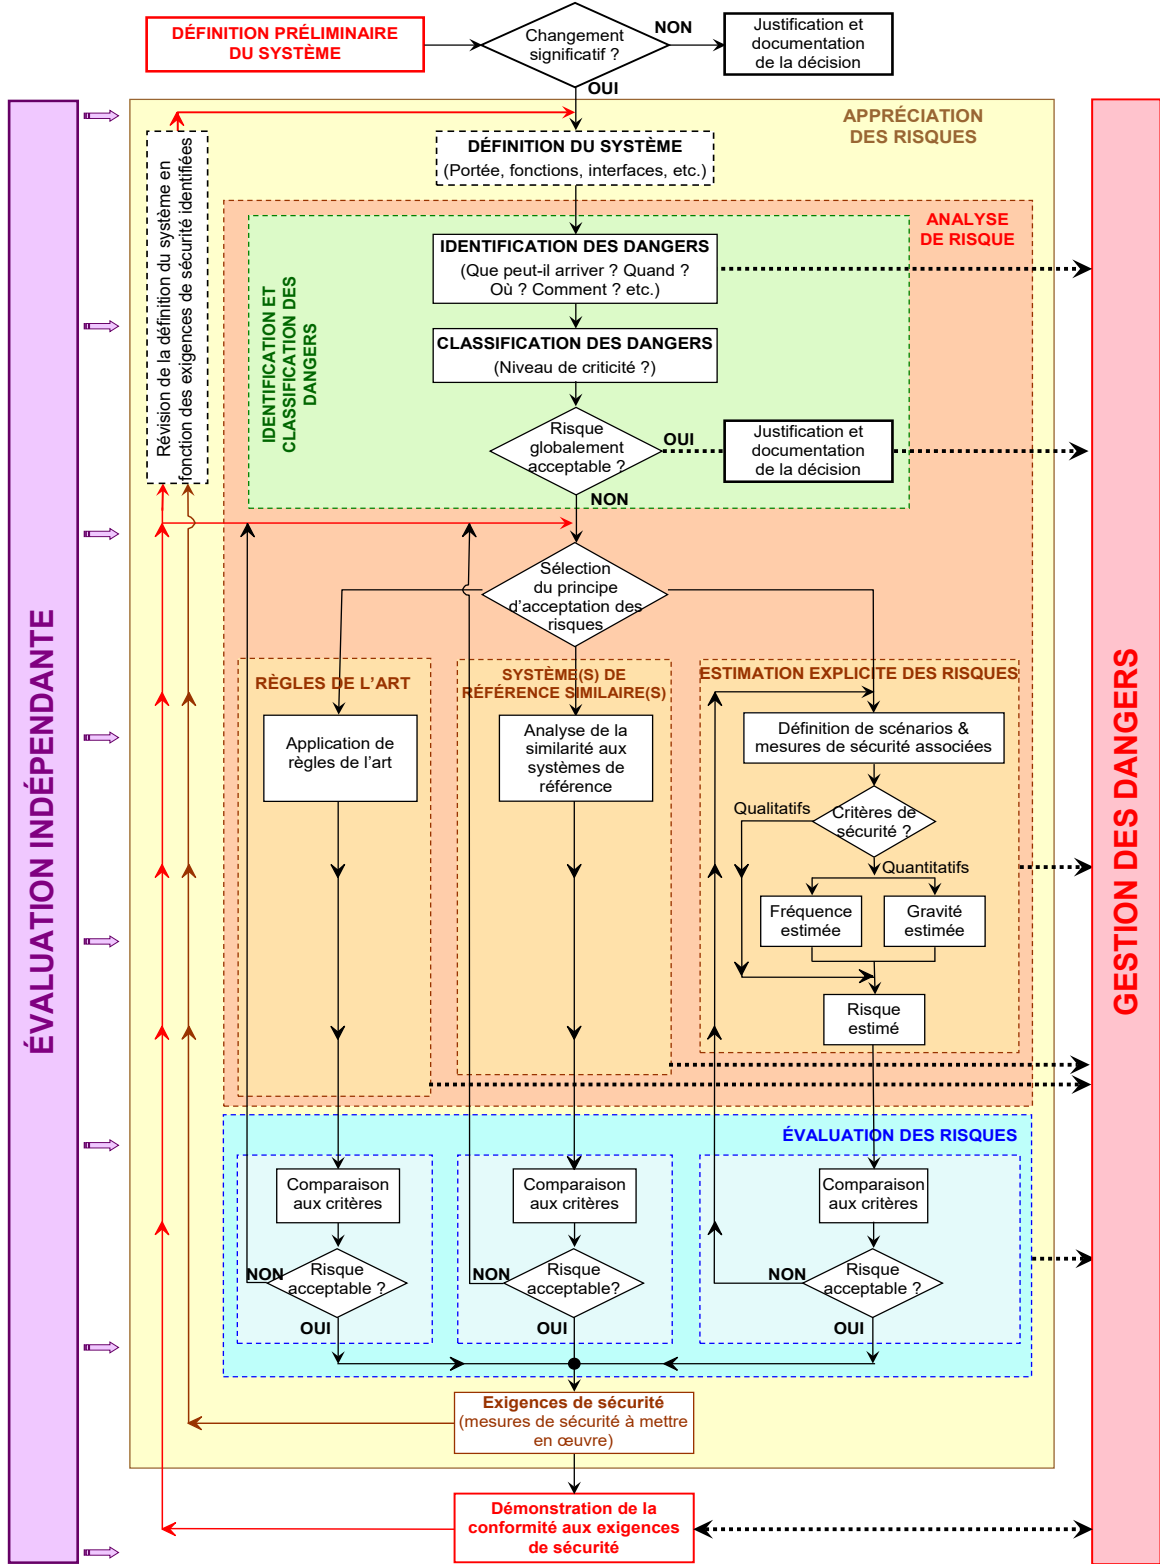 DÉFINITION PRÉLIMINAIRE
DU SYSTÈME
Changement
significatif ?
NON
Justification et
documentation
de la décision
OUI
ÉVALUATION INDÉPENDANTE
GESTION DES DANGERS
APPRÉCIATION
DES RISQUES
Révision de la définition du système en
fonction des exigences de sécurité identifiées
DÉFINITION DU SYSTÈME
(Portée, fonctions, interfaces, etc.)
ANALYSE
DE RISQUE
IDENTIFICATION ET
CLASSIFICATION DES
DANGERS
IDENTIFICATION DES DANGERS
(Que peut-il arriver ? Quand ?
Où ? Comment ? etc.)
CLASSIFICATION DES DANGERS
(Niveau de criticité ?)
Risque
globalement
acceptable ?
OUI
Justification et
documentation
de la décision
NON
Sélection
du principe
d’acceptation des
risques
RÈGLES DE L’ART
SYSTÈME(S) DE
RÉFÉRENCE SIMILAIRE(S)
ESTIMATION EXPLICITE DES RISQUES
Application de
règles de l’art
Analyse de la
similarité aux
systèmes de
référence
Définition de scénarios &
mesures de sécurité associées
Qualitatifs
Critères de
sécurité ?
Quantitatifs
Fréquence
estimée
Gravité
estimée
Risque
estimé
ÉVALUATION DES RISQUES
Comparaison
aux critères
Comparaison
aux critères
Comparaison
aux critères
NON
Risque
acceptable ?
OUI
NON
Risque
acceptable?
OUI
NON
Risque
acceptable ?
OUI
Exigences de sécurité
(mesures de sécurité à mettre
en œuvre)
Démonstration de la
conformité aux exigences
de sécurité